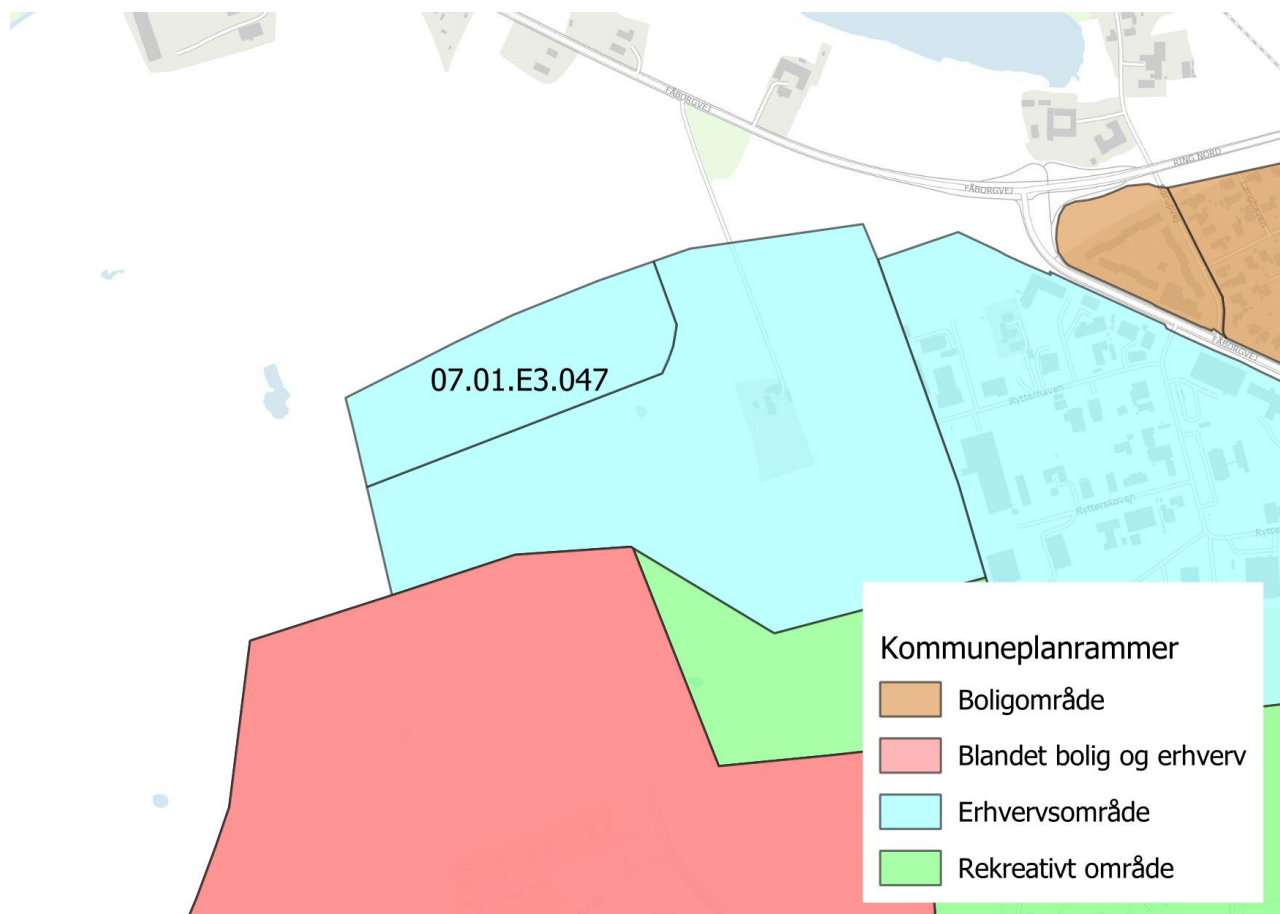 FÅBORGVEJ
RING NORD
FÅBORGVEJ
FÅBORGVEJ
07.01.E3.047
Rytterhaven
Rytterskoven
Kommuneplanrammer
Boligområde
Blandet bolig og erhverv
Erhvervsområde
Rekreativt område